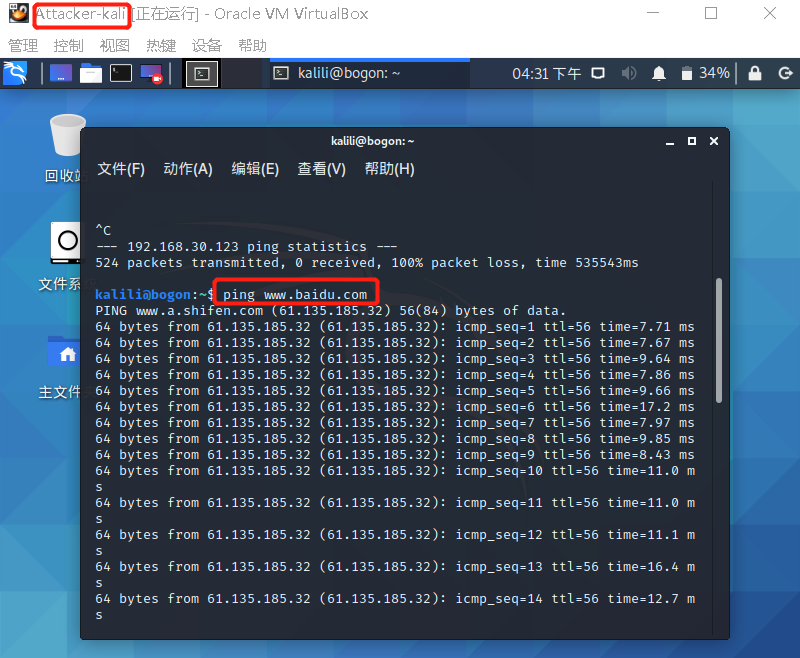 Attacker-kali [正在运行] - Oracle VM VirtualBox
管理 控制 视图 热键 设备 帮助
kalili@bogon: ~ 04:31 下午 34%
回收站
文件系
主文件
kalili@bogon: ~
文件(F) 动作(A) 编辑(E) 查看(V) 帮助(H)
^C
--- 192.168.30.123 ping statistics ---
524 packets transmitted, 0 received, 100% packet loss, time 535543ms
kalili@bogon:~$ ping www.baidu.com
PING www.a.shifen.com (61.135.185.32) 56(84) bytes of data.
64 bytes from 61.135.185.32 (61.135.185.32): icmp_seq=1 ttl=56 time=7.71 ms
64 bytes from 61.135.185.32 (61.135.185.32): icmp_seq=2 ttl=56 time=7.67 ms
64 bytes from 61.135.185.32 (61.135.185.32): icmp_seq=3 ttl=56 time=9.64 ms
64 bytes from 61.135.185.32 (61.135.185.32): icmp_seq=4 ttl=56 time=7.86 ms
64 bytes from 61.135.185.32 (61.135.185.32): icmp_seq=5 ttl=56 time=9.66 ms
64 bytes from 61.135.185.32 (61.135.185.32): icmp_seq=6 ttl=56 time=17.2 ms
64 bytes from 61.135.185.32 (61.135.185.32): icmp_seq=7 ttl=56 time=7.97 ms
64 bytes from 61.135.185.32 (61.135.185.32): icmp_seq=8 ttl=56 time=9.85 ms
64 bytes from 61.135.185.32 (61.135.185.32): icmp_seq=9 ttl=56 time=8.43 ms
64 bytes from 61.135.185.32 (61.135.185.32): icmp_seq=10 ttl=56 time=11.0 m
s
64 bytes from 61.135.185.32 (61.135.185.32): icmp_seq=11 ttl=56 time=11.0 m
s
64 bytes from 61.135.185.32 (61.135.185.32): icmp_seq=12 ttl=56 time=11.1 m
s
64 bytes from 61.135.185.32 (61.135.185.32): icmp_seq=13 ttl=56 time=16.4 m
s
64 bytes from 61.135.185.32 (61.135.185.32): icmp_seq=14 ttl=56 time=12.7 m
s